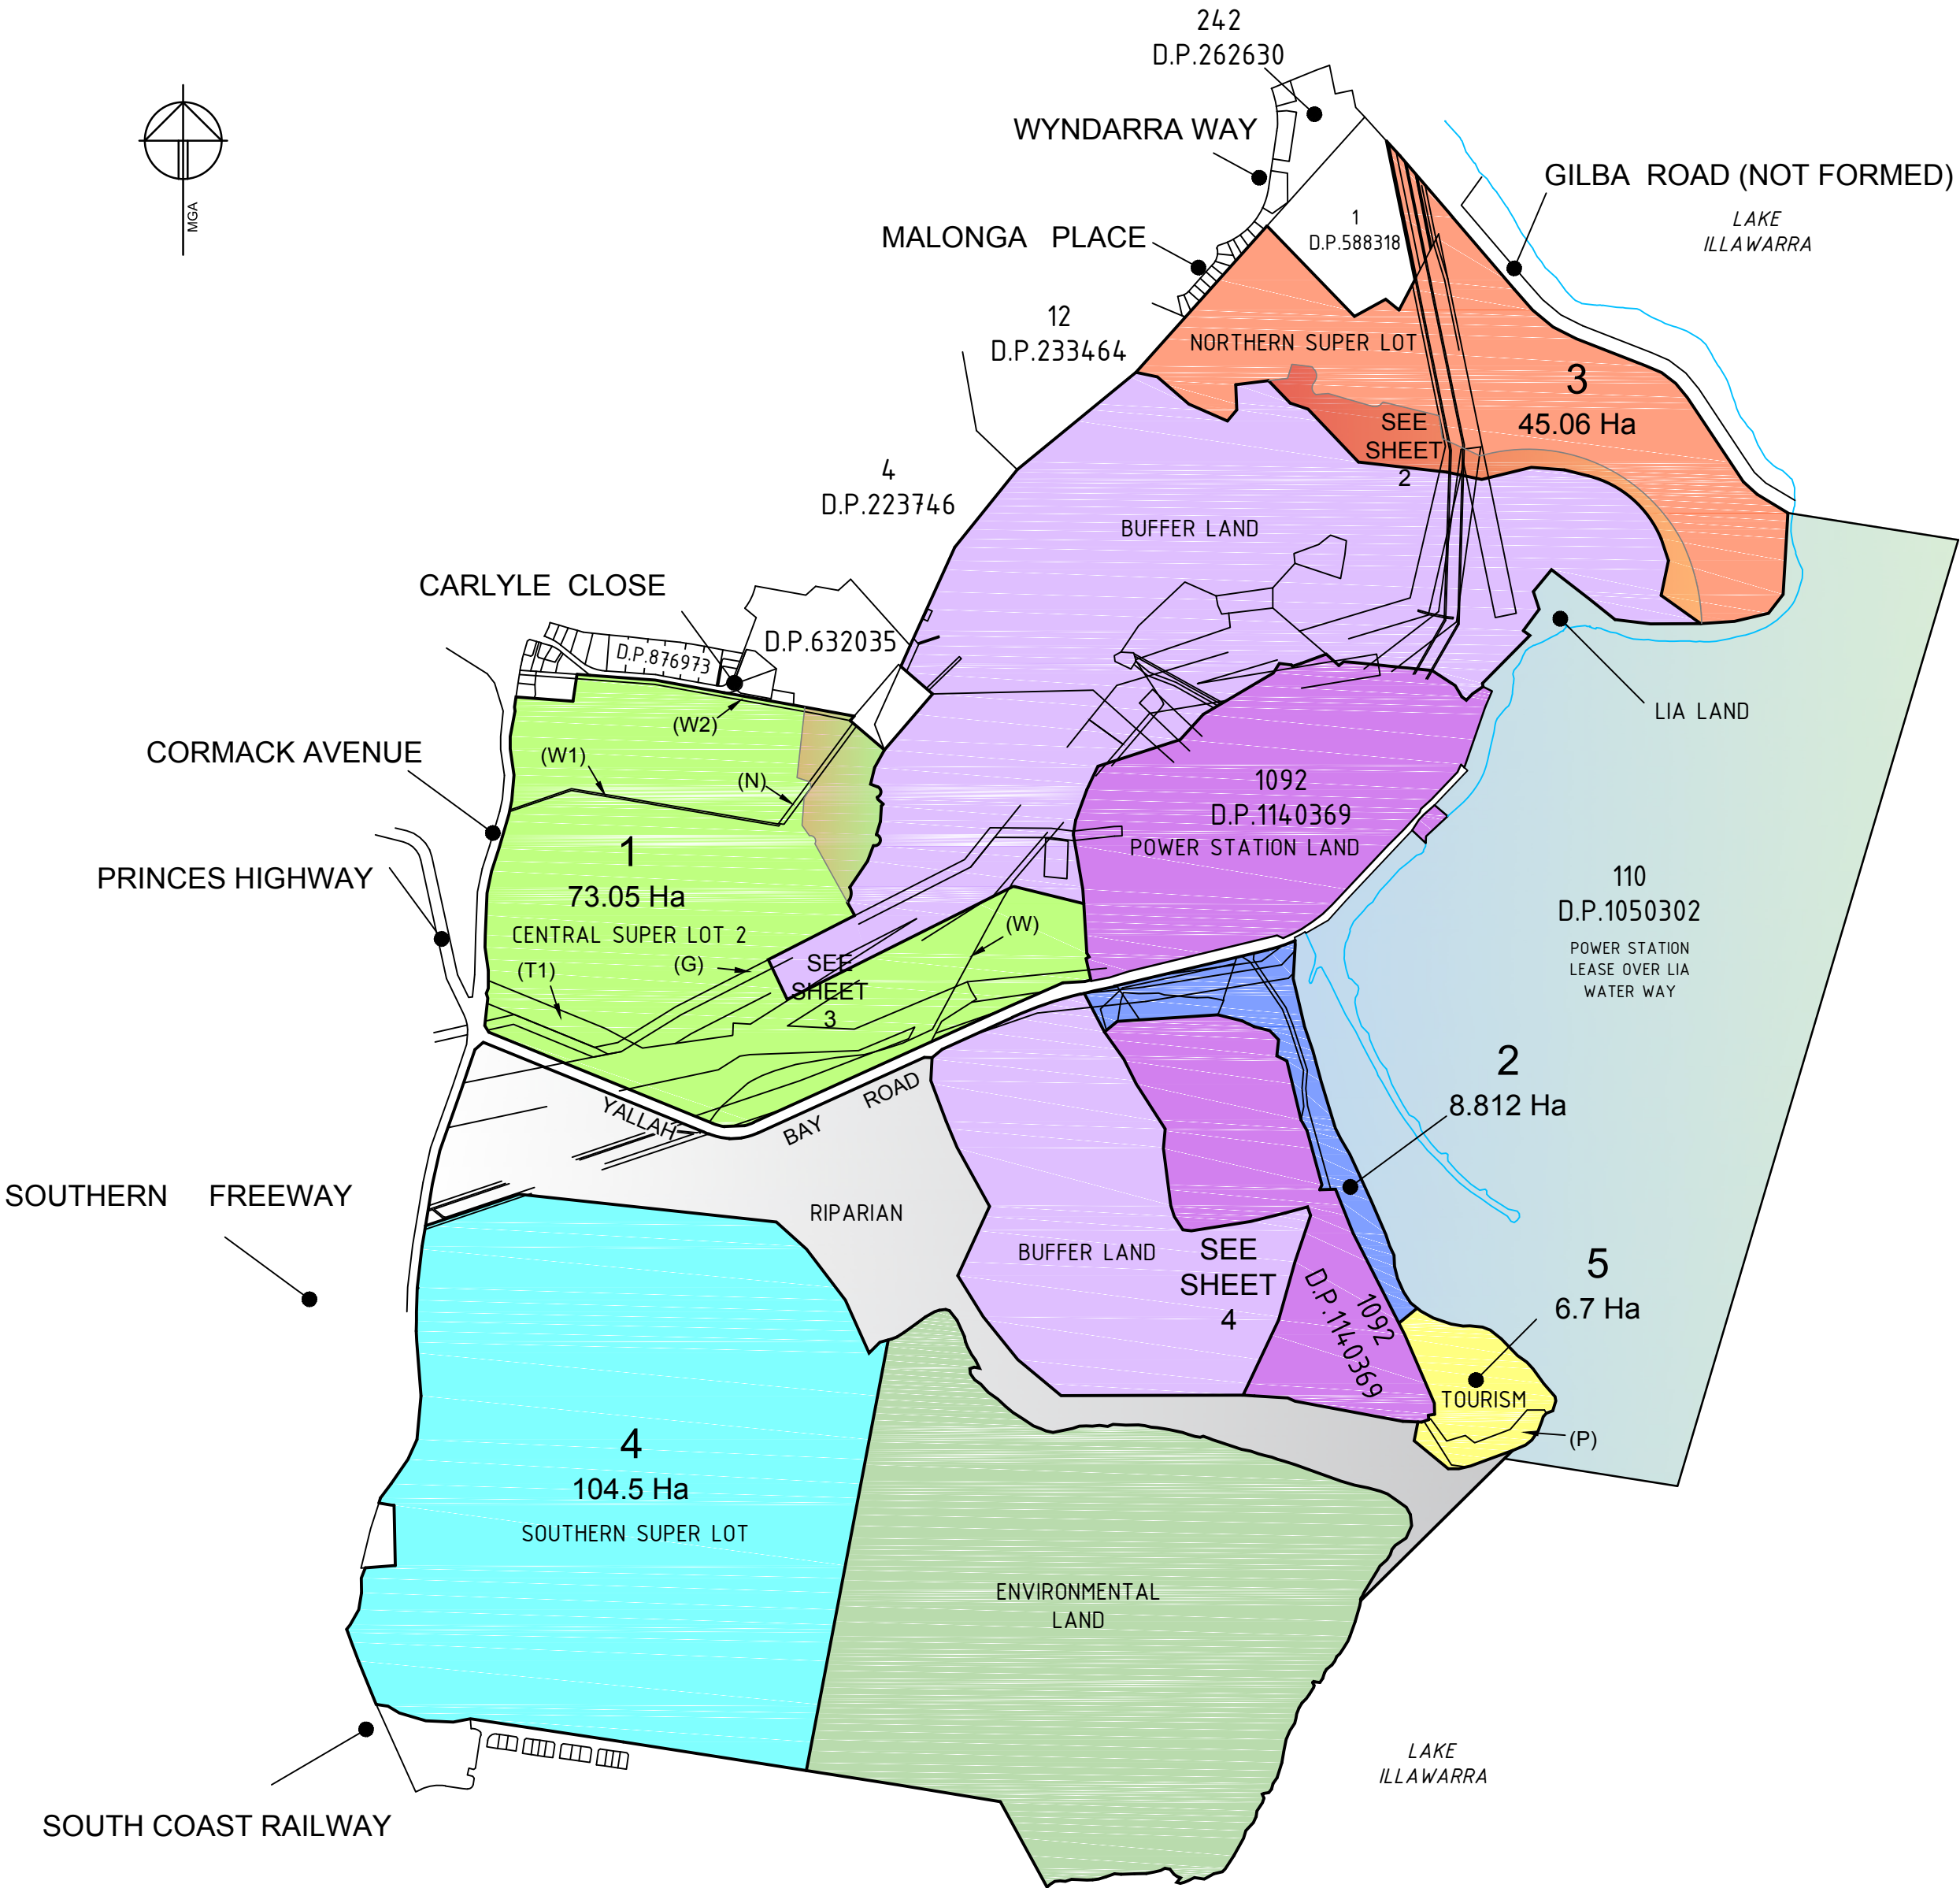 242
D.P.262630
WYNDARRA WAY
GILBA ROAD (NOT FORMED)
LAKE
ILLAWARRA
MGA
1
D.P.588318
MALONGA PLACE
12
D.P.233464
NORTHERN SUPER LOT
3
45.06 Ha
SEE
SHEET
2
4
D.P.223746
BUFFER LAND
CARLYLE CLOSE
D.P.632035
D.P.876973
LIA LAND
(W2)
CORMACK AVENUE
(W1)
(N)
1092
D.P.1140369
POWER STATION LAND
1
73.05 Ha
CENTRAL SUPER LOT 2
PRINCES HIGHWAY
110
D.P.1050302
POWER STATION
LEASE OVER LIA
WATER WAY
(W)
(G)
(T1)
SEE
SHEET
3
2
8.812 Ha
YALLAH BAY ROAD
SOUTHERN FREEWAY
RIPARIAN
BUFFER LAND
SEE
SHEET
4
1092
D.P.1140369
5
6.7 Ha
TOURISM
(P)
4
104.5 Ha
SOUTHERN SUPER LOT
ENVIRONMENTAL
LAND
LAKE
ILLAWARRA
SOUTH COAST RAILWAY